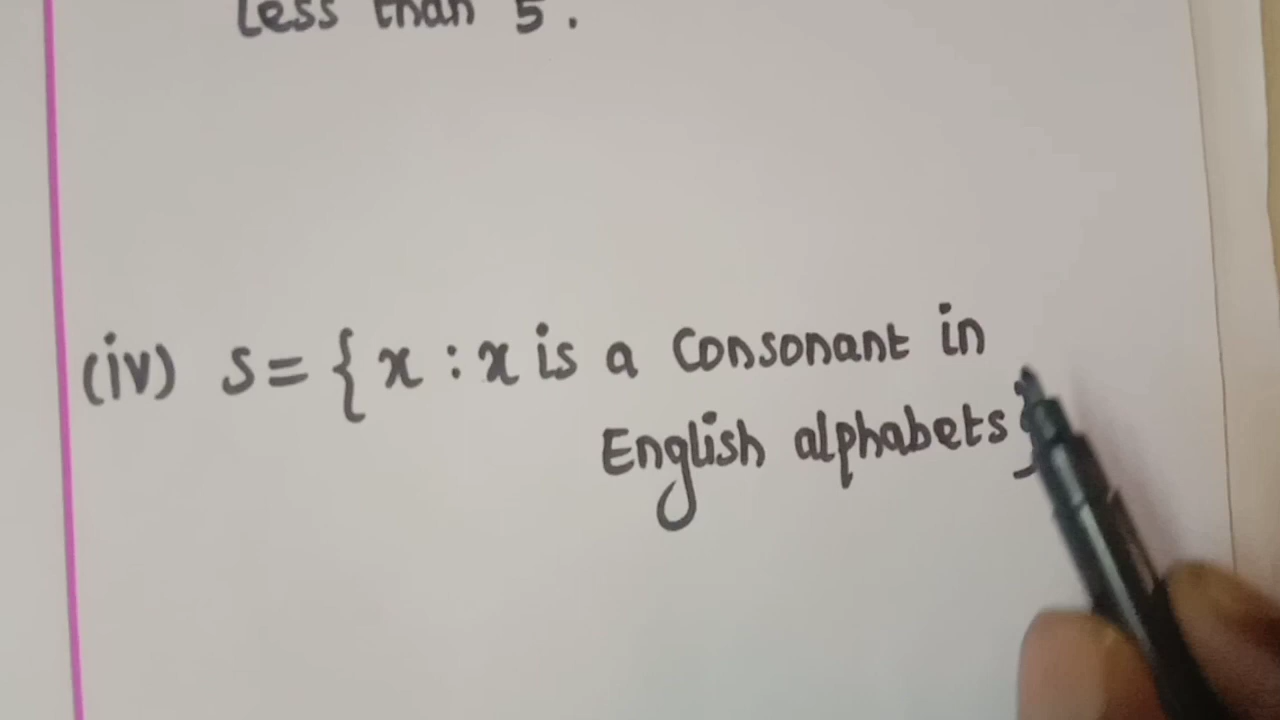 Less than 5.
(iv) S = { x : x is a Consonant in
English alphabets}